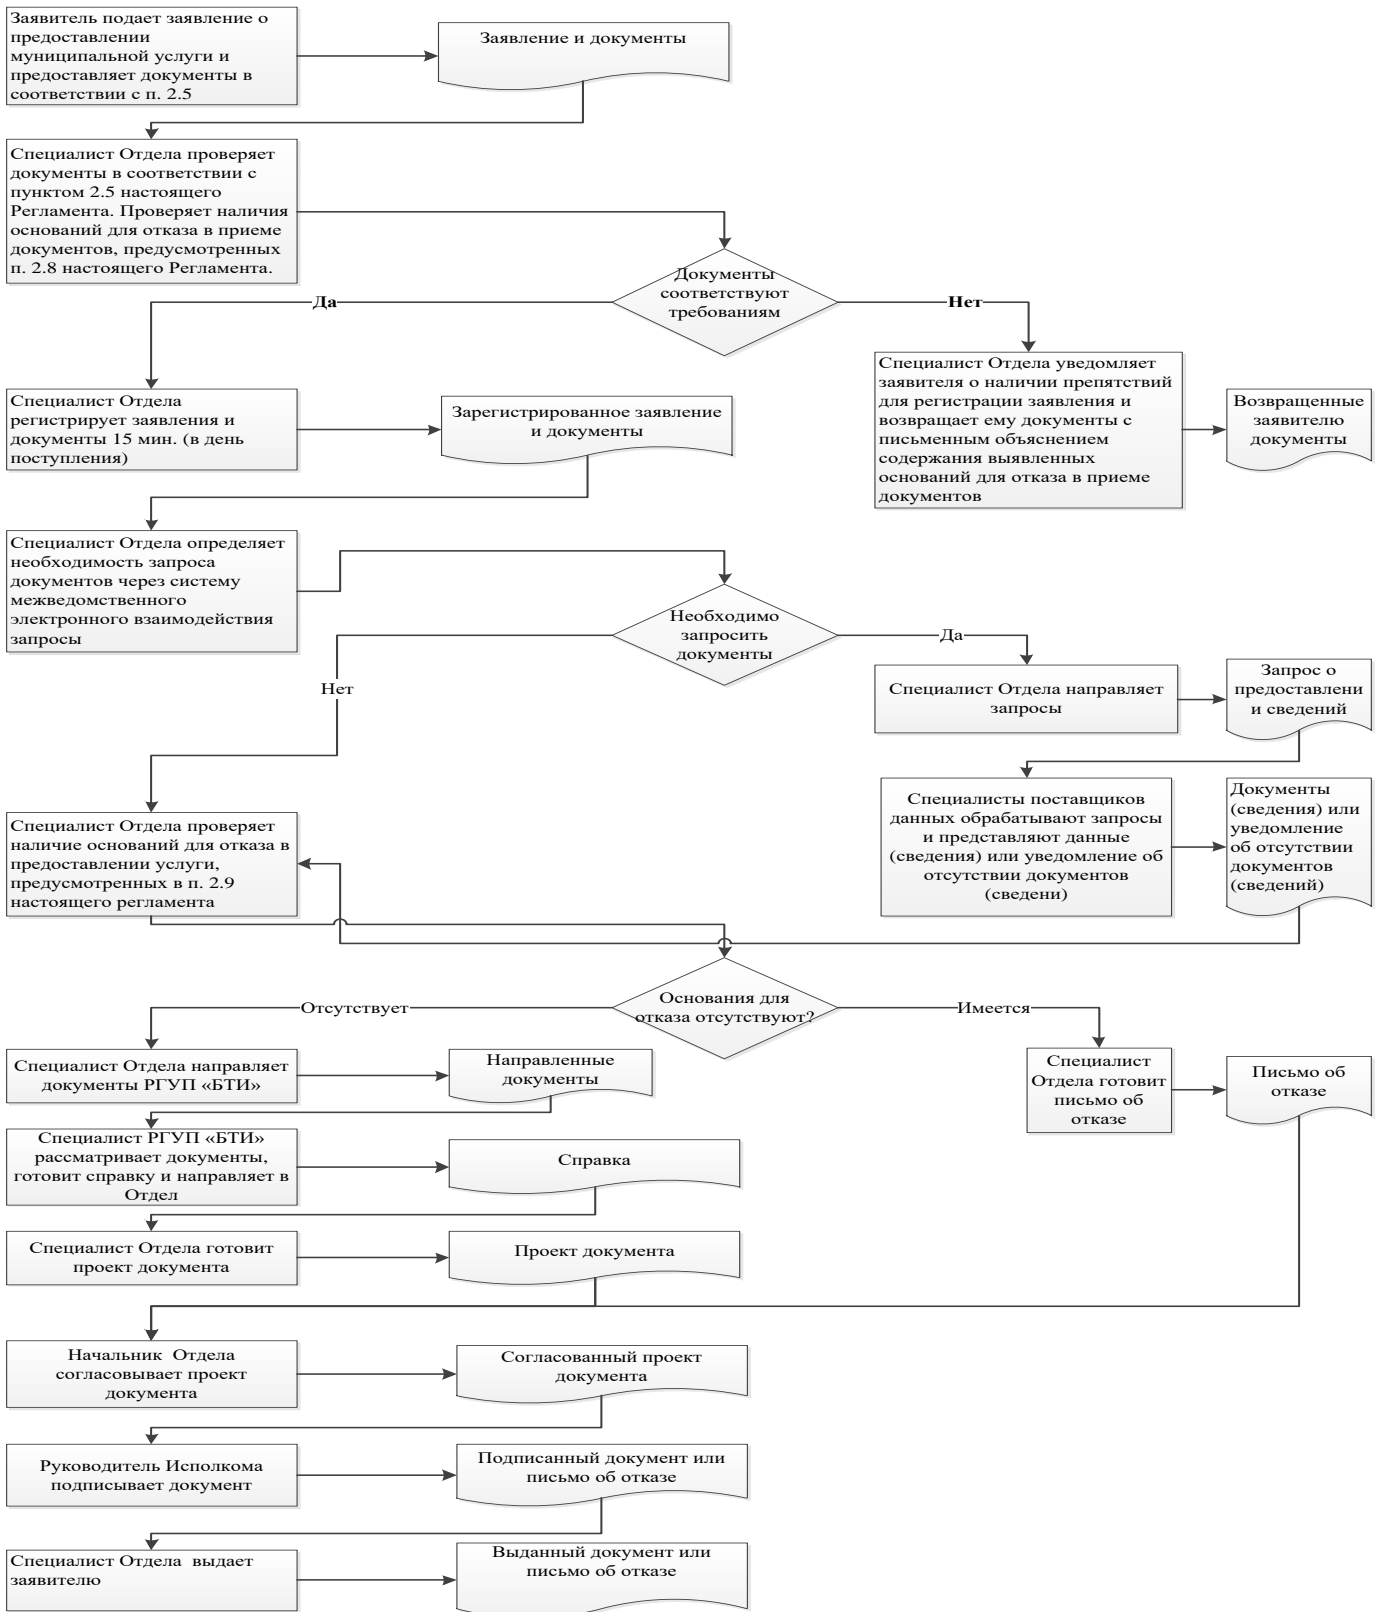 Заявитель подает заявление о
предоставлении
муниципальной услуги и
предоставляет документы в
соответствии с п. 2.5
Заявление и документы
Специалист Отдела проверяет
документы в соответствии с
пунктом 2.5 настоящего
Регламента. Проверяет наличия
оснований для отказа в приеме
документов, предусмотренных
п. 2.8 настоящего Регламента.
Документы
соответствуют
требованиям
Да
Нет
Специалист Отдела
регистрирует заявления и
документы 15 мин. (в день
поступления)
Зарегистрированное заявление
и документы
Специалист Отдела уведомляет
заявителя о наличии препятствий
для регистрации заявления и
возвращает ему документы с
письменным объяснением
содержания выявленных
оснований для отказа в приеме
документов
Возвращенные
заявителю
документы
Специалист Отдела определяет
необходимость запроса
документов через систему
межведомственного
электронного взаимодействия
запросы
Необходимо
запросить
документы
Да
Нет
Специалист Отдела направляет
запросы
Запрос о
предоставлени
и сведений
Специалисты поставщиков
данных обрабатывают запросы
и представляют данные
(сведения) или уведомление об
отсутствии документов
(сведени)
Документы
(сведения) или
уведомление
об отсутствии
документов
(сведений)
Специалист Отдела проверяет
наличие оснований для отказа в
предоставлении услуги,
предусмотренных в п. 2.9
настоящего регламента
Основания для
отказа отсутствуют?
Отсутствует
Имеется
Специалист Отдела направляет
документы РГУП «БТИ»
Направленные
документы
Специалист
Отдела готовит
письмо об
отказе
Письмо об
отказе
Специалист РГУП «БТИ»
рассматривает документы,
готовит справку и направляет в
Отдел
Справка
Специалист Отдела готовит
проект документа
Проект документа
Начальник  Отдела
согласовывает проект
документа
Согласованный проект
документа
Руководитель Исполкома
подписывает документ
Подписанный документ или
письмо об отказе
Специалист Отдела  выдает
заявителю
Выданный документ или
письмо об отказе